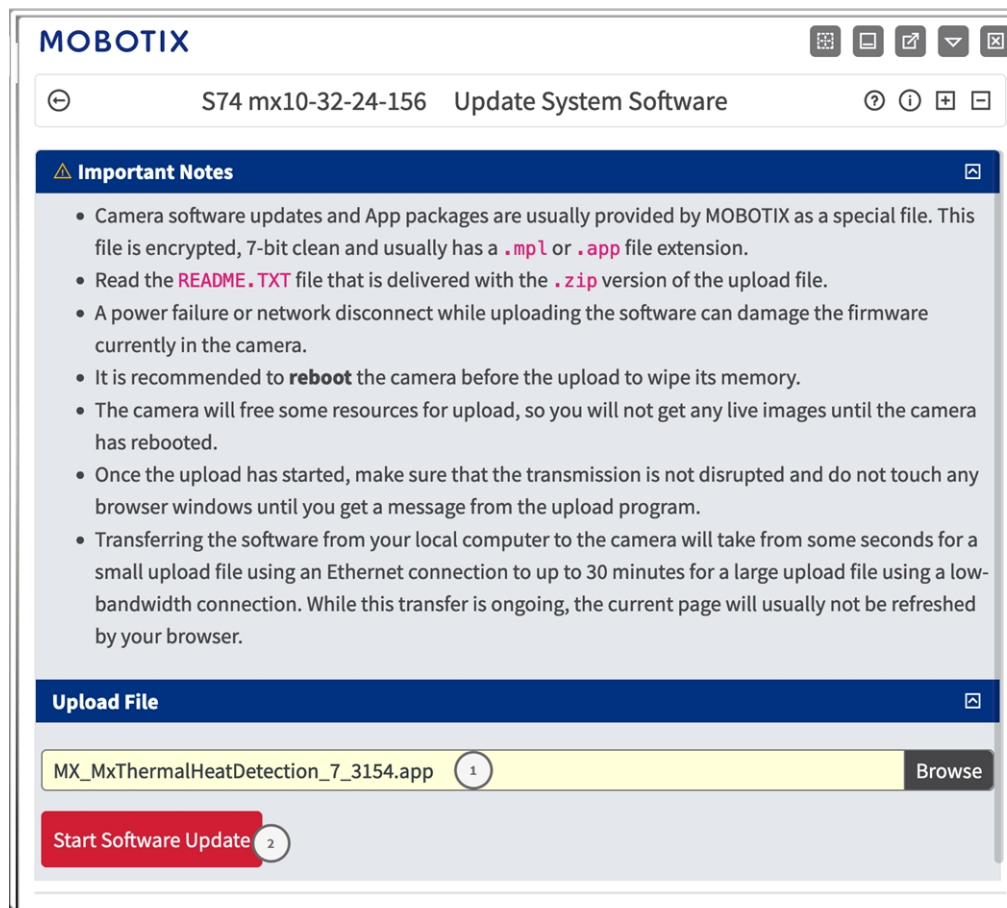 MOBOTIX
S74 mx10-32-24-156 Update System Software
Important Notes
• Camera software updates and App packages are usually provided by MOBOTIX as a special file. This
file is encrypted, 7-bit clean and usually has a .mpl or .app file extension.
• Read the README.TXT file that is delivered with the .zip version of the upload file.
• A power failure or network disconnect while uploading the software can damage the firmware
currently in the camera.
• It is recommended to reboot the camera before the upload to wipe its memory.
• The camera will free some resources for upload, so you will not get any live images until the camera
has rebooted.
• Once the upload has started, make sure that the transmission is not disrupted and do not touch any
browser windows until you get a message from the upload program.
• Transferring the software from your local computer to the camera will take from some seconds for a
small upload file using an Ethernet connection to up to 30 minutes for a large upload file using a low-
bandwidth connection. While this transfer is ongoing, the current page will usually not be refreshed
by your browser.
Upload File
MX_MxThermalHeatDetection_7_3154.app 1 Browse
Start Software Update 2